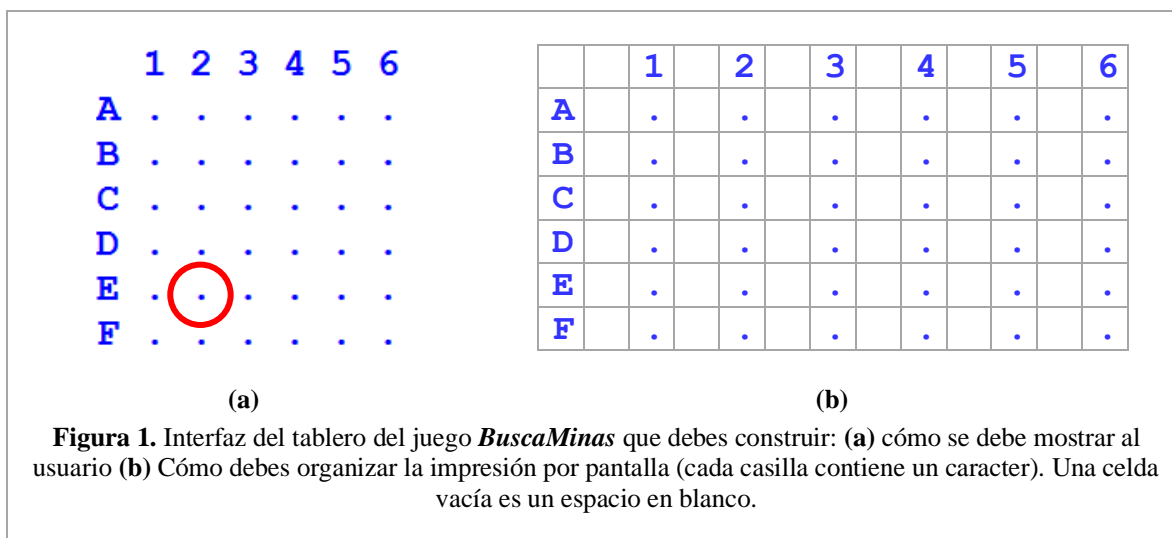 1 2 3 4 5 6
A . . . . . .
B . . . . . .
C . . . . . .
D . . . . . .
E . . . . . .
F . . . . . .
(a)
1 2 3 4 5 6
A . . . . . .
B . . . . . .
C . . . . . .
D . . . . . .
E . . . . . .
F . . . . . .
(b)
Figura 1. Interfaz del tablero del juego BuscaMinas que debes construir: (a) cómo se debe mostrar al
usuario (b) Cómo debes organizar la impresión por pantalla (cada casilla contiene un caracter). Una celda
vacía es un espacio en blanco.